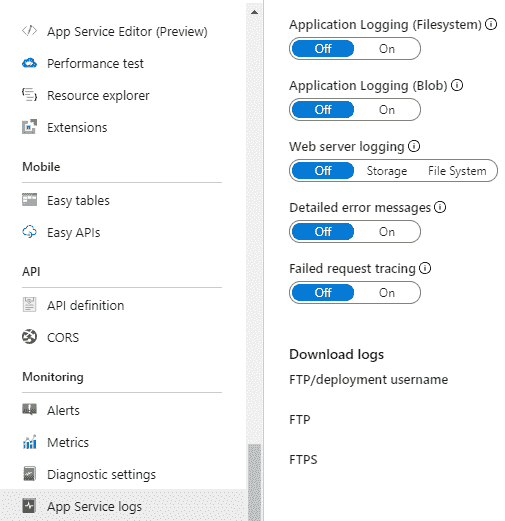 App Service Editor (Preview)
Performance test
Resource explorer
Extensions
Mobile
Easy tables
Easy APIs
API
API definition
CORS
Monitoring
Alerts
Metrics
Diagnostic settings
App Service logs
Application Logging (Filesystem)
Off On
Application Logging (Blob)
Off On
Web server logging
Off Storage File System
Detailed error messages
Off On
Failed request tracing
Off On
Download logs
FTP/deployment username
FTP
FTPS